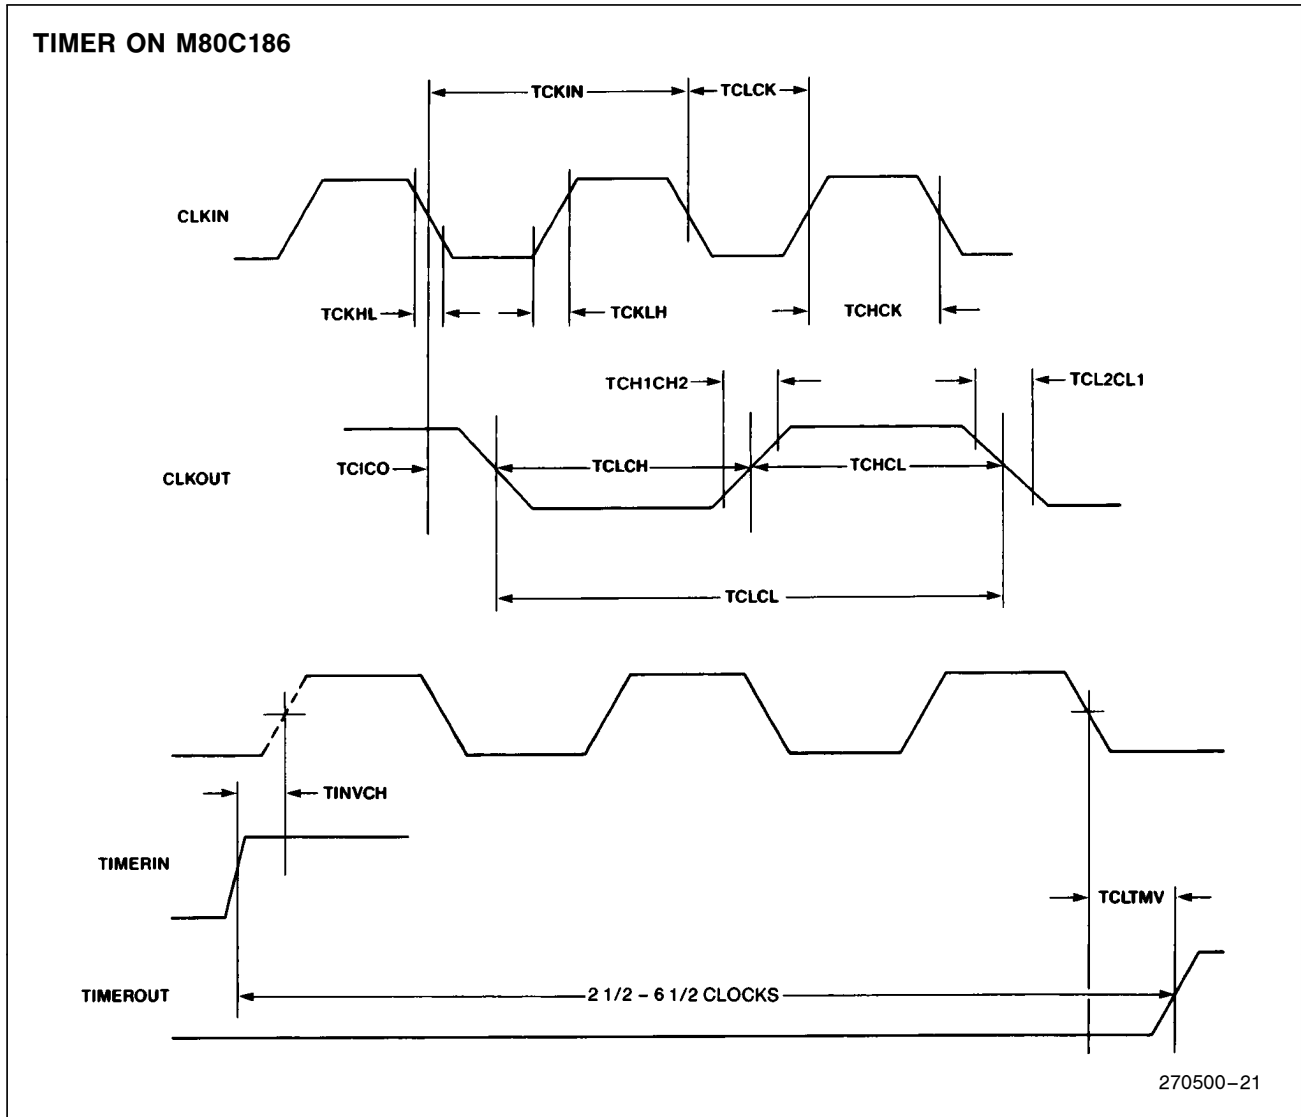 TIMER ON M80C186
TCKIN
TCLCK
CLKIN
TCKHL
TCKLH
TCHCK
TCH1CH2
TCL2CL1
CLKOUT
TCICO
TCLCH
TCHCL
TCLCL
TINVCH
TIMERIN
TCLTMV
TIMEROUT
2 1/2 – 6 1/2 CLOCKS
270500–21